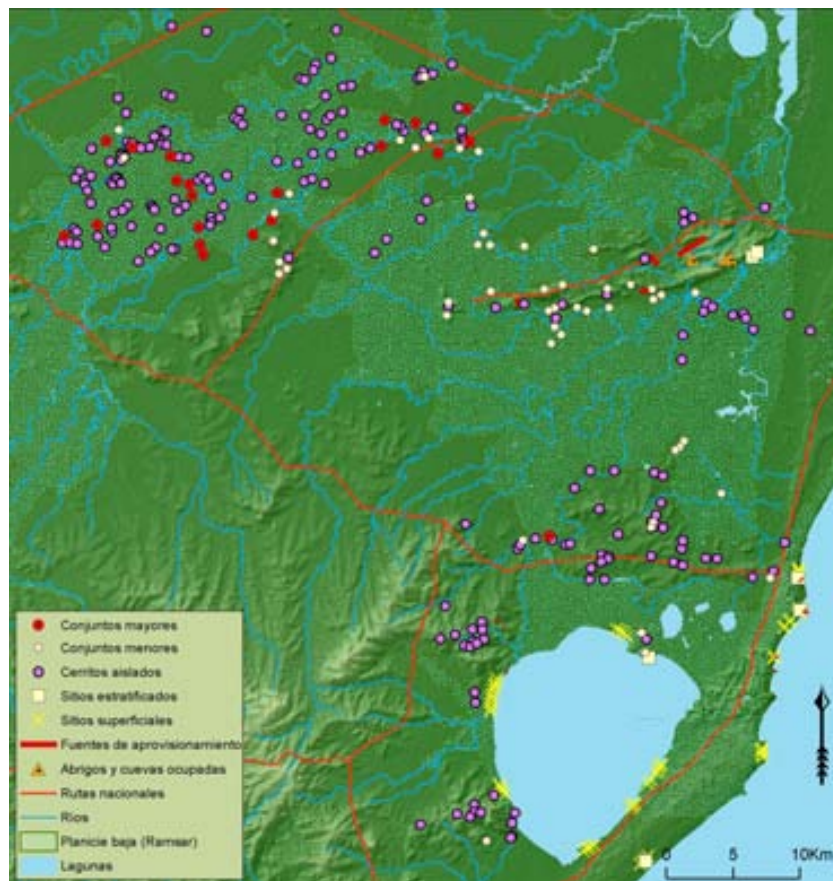 Conjuntos mayores
Conjuntos menores
Cerritos aislados
Sitios estratificados
Sitios superficiales
Fuentes de aprovisionamiento
Abrigos y cuevas ocupadas
Rutas nacionales
Ríos
Planicie baja (Ramsar)
Lagunas
0 5 10Km